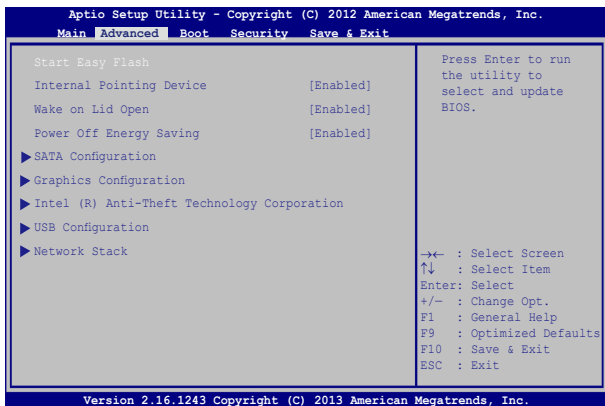 Aptio Setup Utility - Copyright (C) 2012 American Megatrends, Inc.
Main Advanced Boot Security Save & Exit
Start Easy Flash
Internal Pointing Device [Enabled]
Wake on Lid Open [Enabled]
Power Off Energy Saving [Enabled]
SATA Configuration
Graphics Configuration
Intel (R) Anti-Theft Technology Corporation
USB Configuration
Network Stack
Press Enter to run
the utility to
select and update
BIOS.
→← : Select Screen
↑↓ : Select Item
Enter: Select
+/— : Change Opt.
F1 : General Help
F9 : Optimized Defaults
F10 : Save & Exit
ESC : Exit
Version 2.16.1243 Copyright (C) 2013 American Megatrends, Inc.